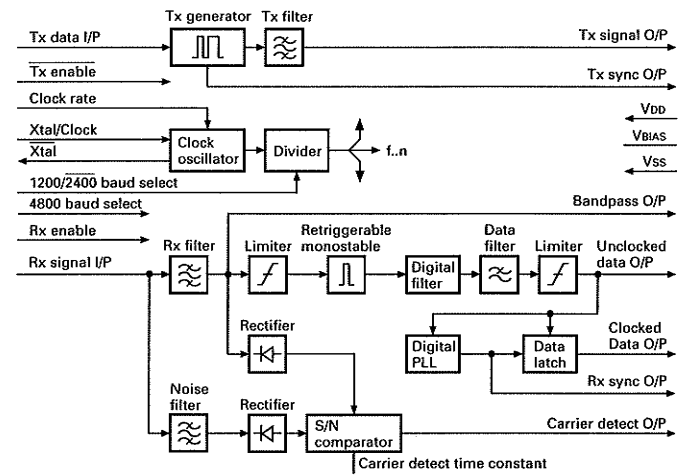 Tx generator Tx filter
Tx data I/P Tx signal O/P
Tx enable Tx sync O/P
Clock rate
VDD
Xtal/Clock Clock oscillator Divider f..n VBIAS
Xtal
VSS
1200/2400 baud select
4800 baud select Bandpass O/P
Rx enable
Rx signal I/P Rx filter Limiter Retriggerable monostable Digital filter Data filter Limiter Unclocked data O/P
Rectifier Digital PLL Data latch Clocked Data O/P
Rx sync O/P
Noise filter Rectifier S/N comparator Carrier detect O/P
Carrier detect time constant